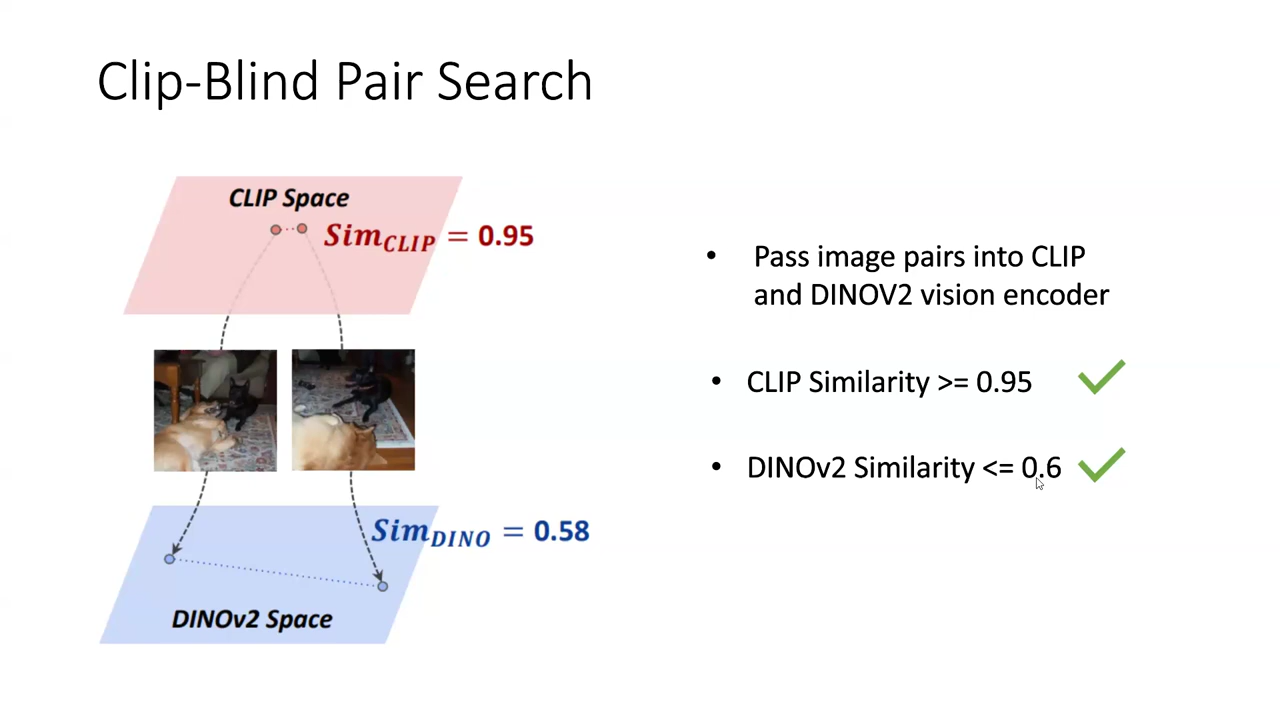 Clip-Blind Pair Search
CLIP Space
Sim_CLIP = 0.95
Sim_DINO = 0.58
DINOv2 Space
• Pass image pairs into CLIP
and DINOV2 vision encoder
• CLIP Similarity >= 0.95
• DINOv2 Similarity <= 0.6